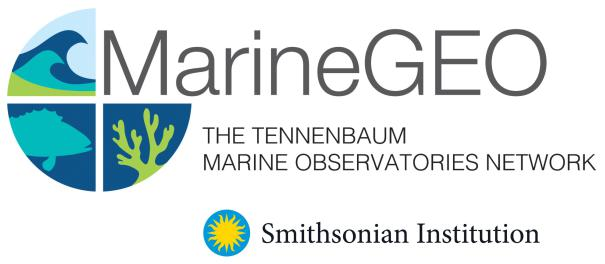 MarineGEO
THE TENNENBAUM
MARINE OBSERVATORIES NETWORK
Smithsonian Institution